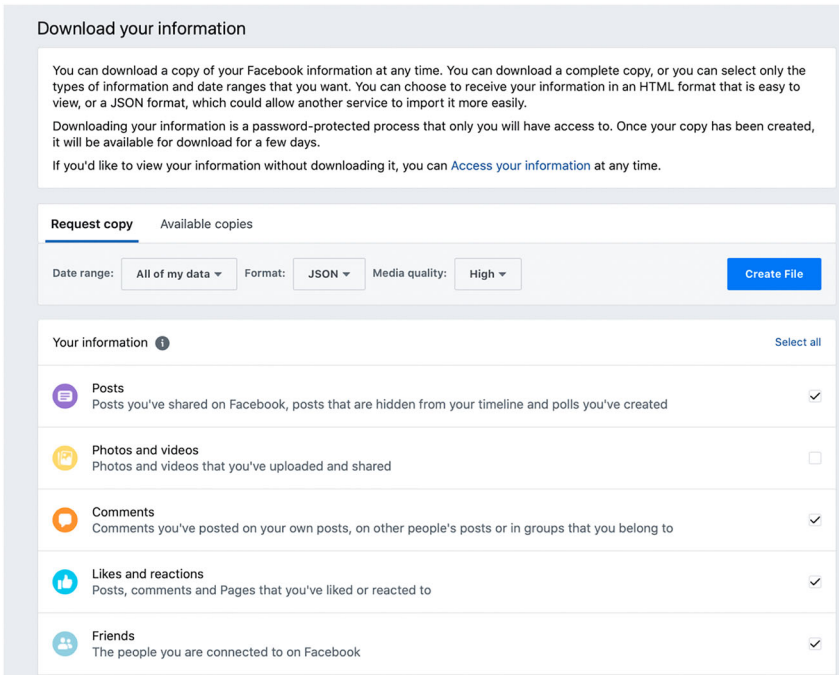 Download your information
You can download a copy of your Facebook information at any time. You can download a complete copy, or you can select only the
types of information and date ranges that you want. You can choose to receive your information in an HTML format that is easy to
view, or a JSON format, which could allow another service to import it more easily.
Downloading your information is a password-protected process that only you will have access to. Once your copy has been created,
it will be available for download for a few days.
If you'd like to view your information without downloading it, you can Access your information at any time.
Request copy Available copies
Date range: All of my data Format: JSON Media quality: High Create File
Your information Select all
Posts
Posts you've shared on Facebook, posts that are hidden from your timeline and polls you've created
Photos and videos
Photos and videos that you've uploaded and shared
Comments
Comments you've posted on your own posts, on other people's posts or in groups that you belong to
Likes and reactions
Posts, comments and Pages that you've liked or reacted to
Friends
The people you are connected to on Facebook